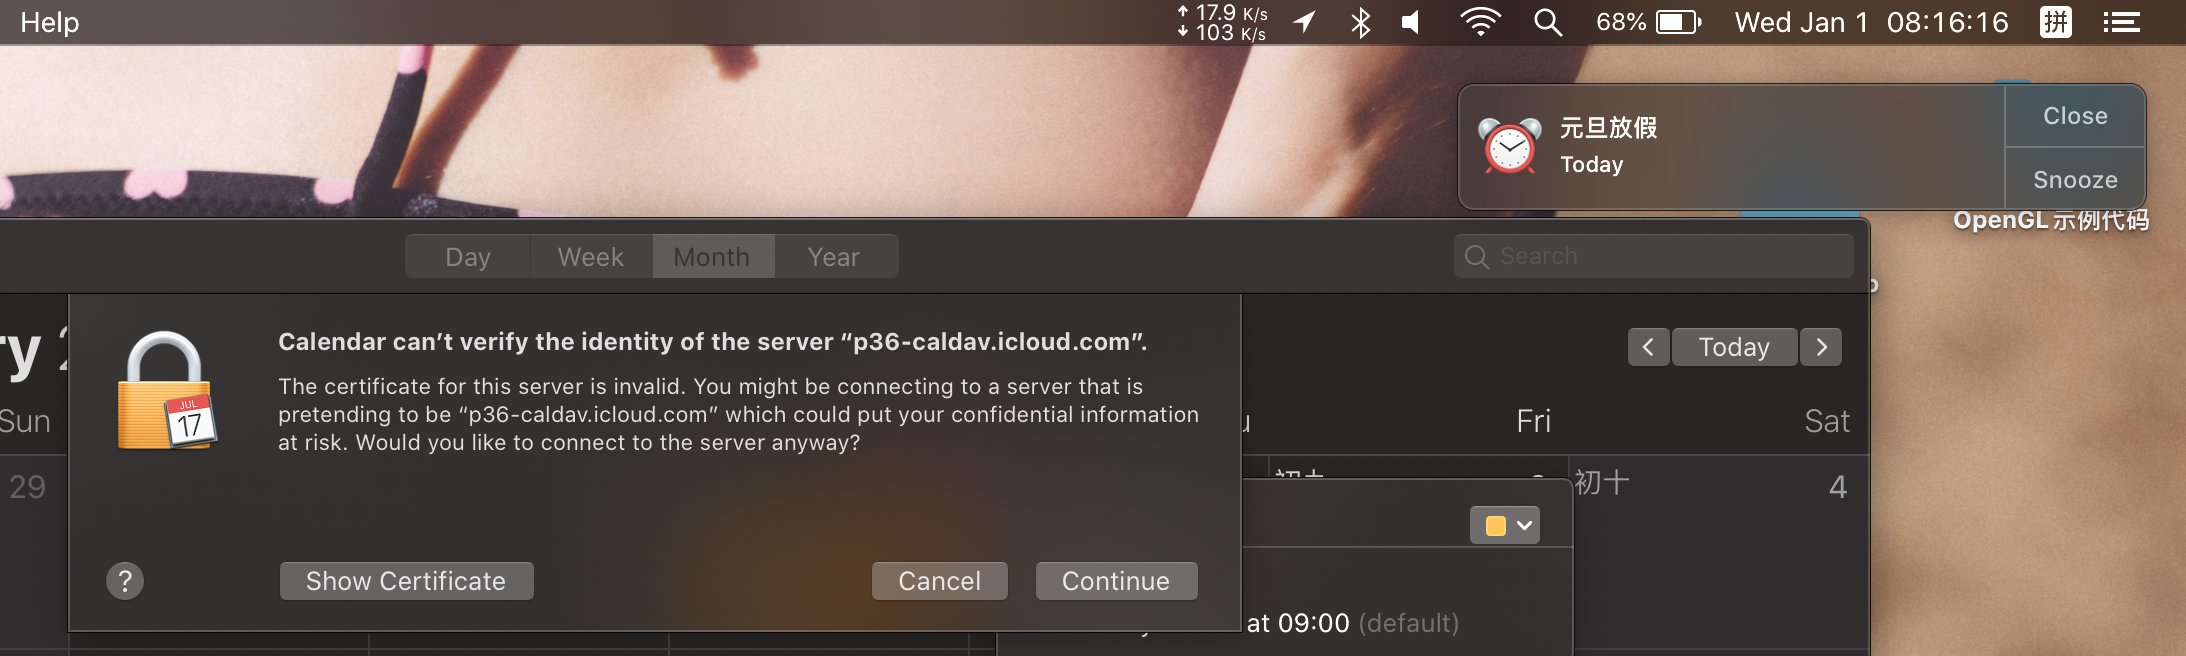 Help
17.9 K/s
103 K/s
68%
Wed Jan 1 08:16:16
拼
元旦放假
Today
Close
Snooze
OpenGL 示例代码
Day
Week
Month
Year
Search
Calendar can’t verify the identity of the server “p36-caldav.icloud.com”.
The certificate for this server is invalid. You might be connecting to a server that is
pretending to be “p36-caldav.icloud.com” which could put your confidential information
at risk. Would you like to connect to the server anyway?
JUL
17
?
Show Certificate
Cancel
Continue
Today
Sun
Fri
Sat
29
初十
4
at 09:00 (default)